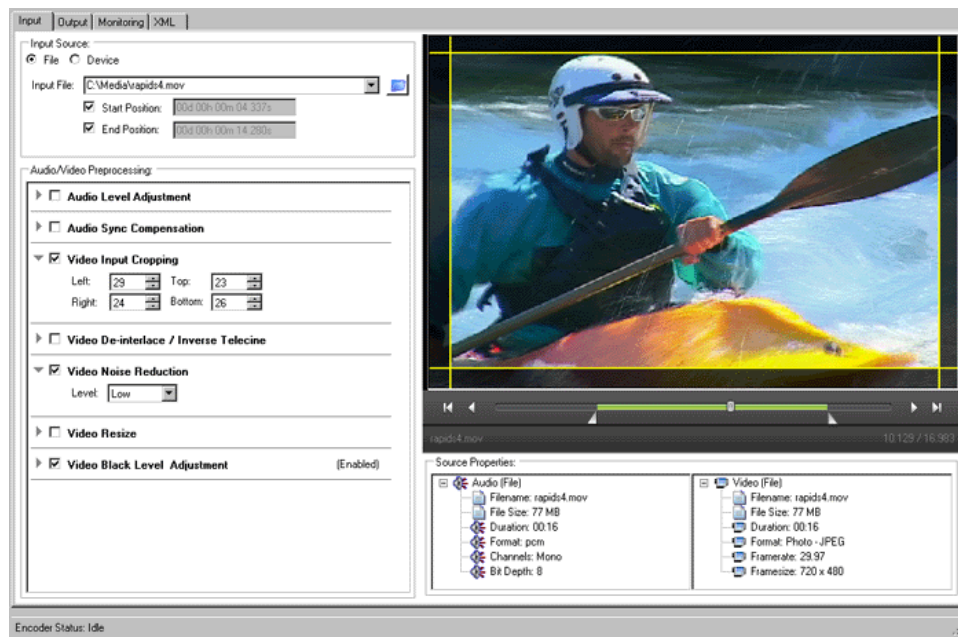 Input Output Monitoring XML
Input Source:
File Device
Input File: C:\Media\rapids4.mov
Start Position: 00d 00h 00m 04.337s
End Position: 00d 00h 00m 14.280s
Audio/Video Preprocessing:
Audio Level Adjustment
Audio Sync Compensation
Video Input Cropping
Left: 29 Top: 23
Right: 24 Bottom: 26
Video De-interlace / Inverse Telecine
Video Noise Reduction
Level: Low
Video Resize
Video Black Level Adjustment (Enabled)
rapids4.mov 10.129 / 16.983
Source Properties:
Audio (File)
Filename: rapids4.mov
File Size: 77 MB
Duration: 00:16
Format: pcm
Channels: Mono
Bit Depth: 8
Video (File)
Filename: rapids4.mov
File Size: 77 MB
Duration: 00:16
Format: Photo - JPEG
Framerate: 29.97
Framesize: 720 x 480
Encoder Status: Idle